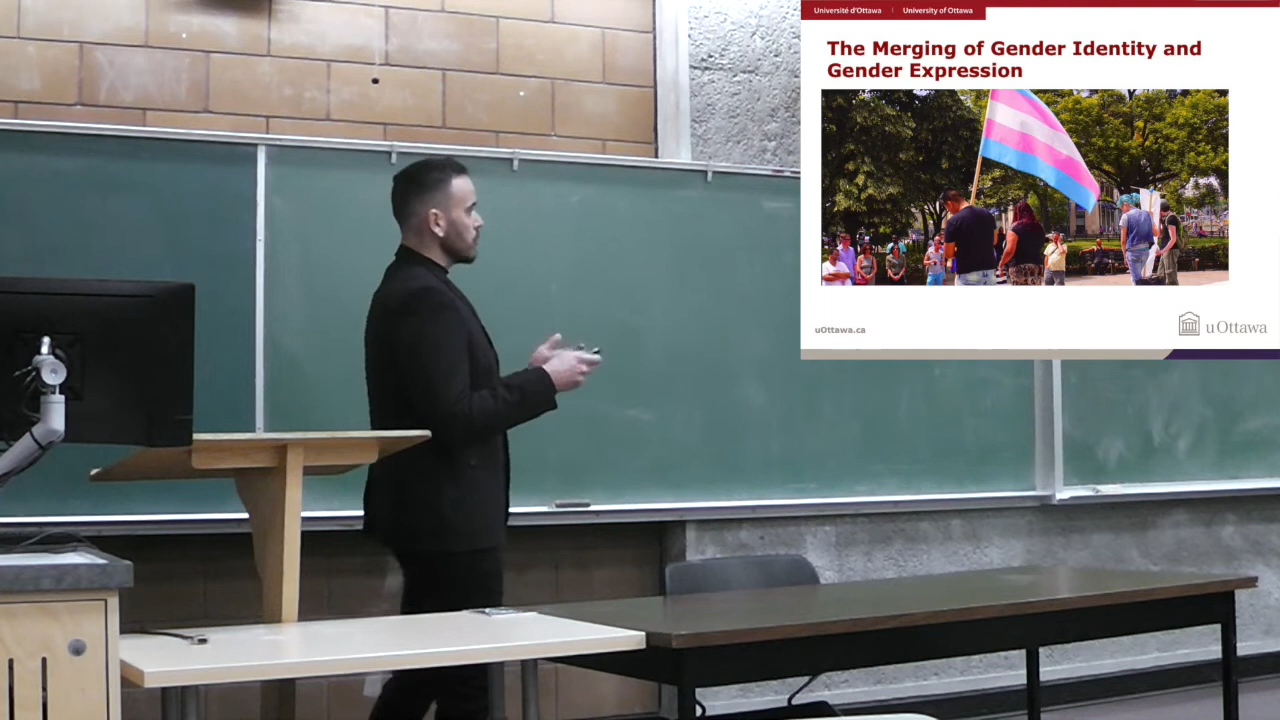 Université d'Ottawa | University of Ottawa
The Merging of Gender Identity and
Gender Expression
uOttawa.ca
uOttawa